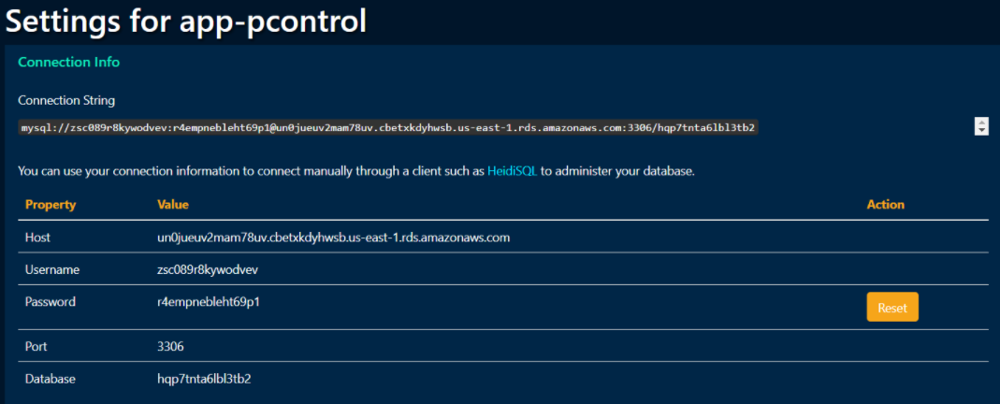 Settings for app-pcontrol
Connection Info
Connection String
mysql://zsc089r8kywodvev:r4empnebleht69p1@un0jueuv2mam78uv.cbetxkdyhwsb.us-east-1.rds.amazonaws.com:3306/hqp7tnta6lbl3tb2
You can use your connection information to connect manually through a client such as HeidiSQL to administer your database.
Property Value Action
Host un0jueuv2mam78uv.cbetxkdyhwsb.us-east-1.rds.amazonaws.com
Username zsc089r8kywodvev
Password r4empnebleht69p1 Reset
Port 3306
Database hqp7tnta6lbl3tb2